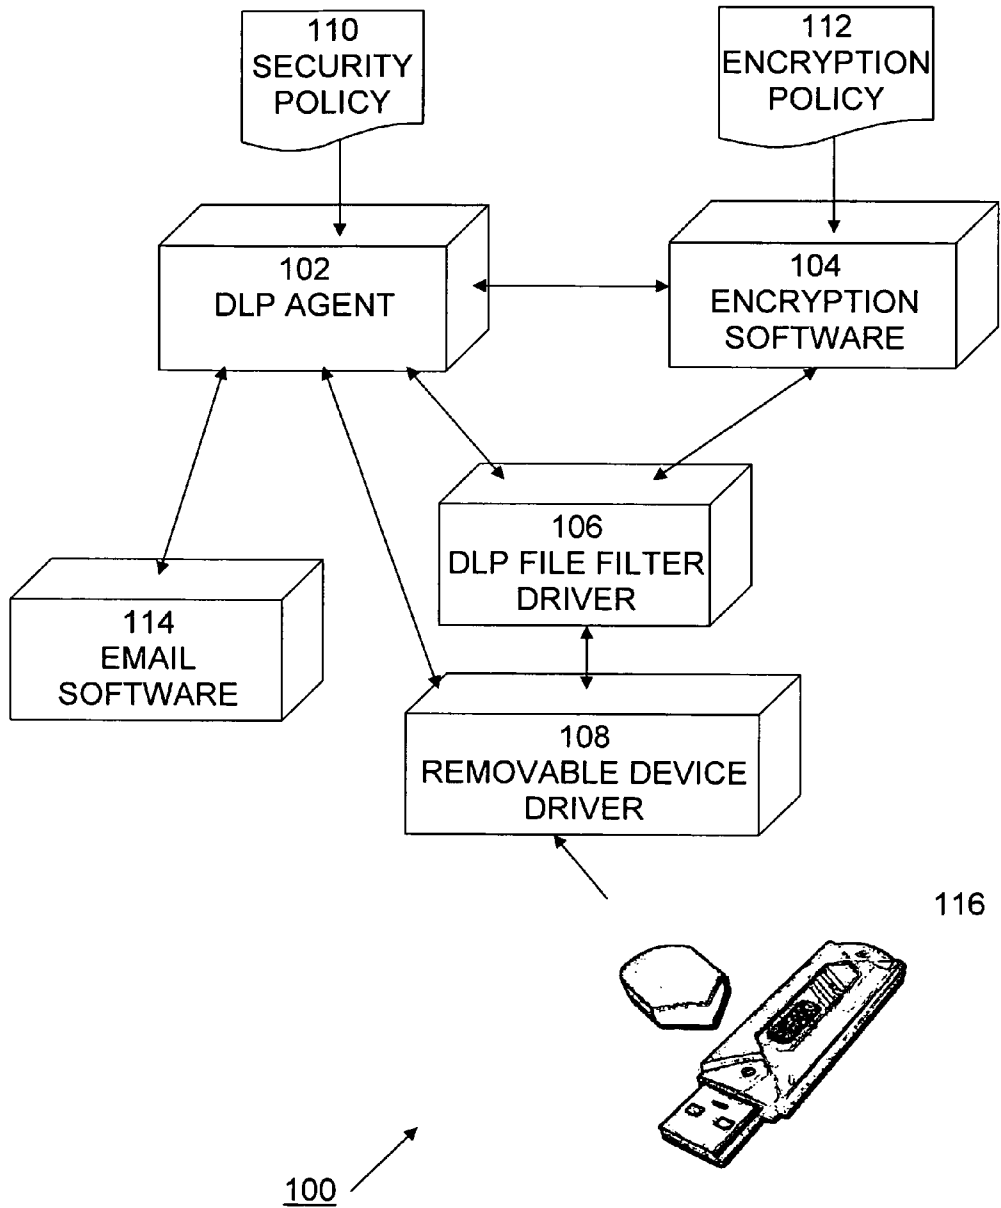 110
SECURITY
POLICY
112
ENCRYPTION
POLICY
102
DLP AGENT
104
ENCRYPTION
SOFTWARE
106
DLP FILE FILTER
DRIVER
114
EMAIL
SOFTWARE
108
REMOVABLE DEVICE
DRIVER
116
100